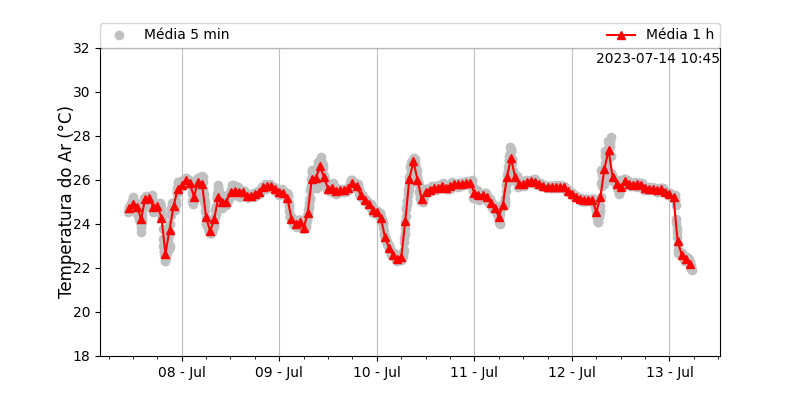 Média 5 min
Média 1 h
2023-07-14 10:45
Temperatura do Ar (°C)
32
30
28
26
24
22
20
18
08 - Jul
09 - Jul
10 - Jul
11 - Jul
12 - Jul
13 - Jul